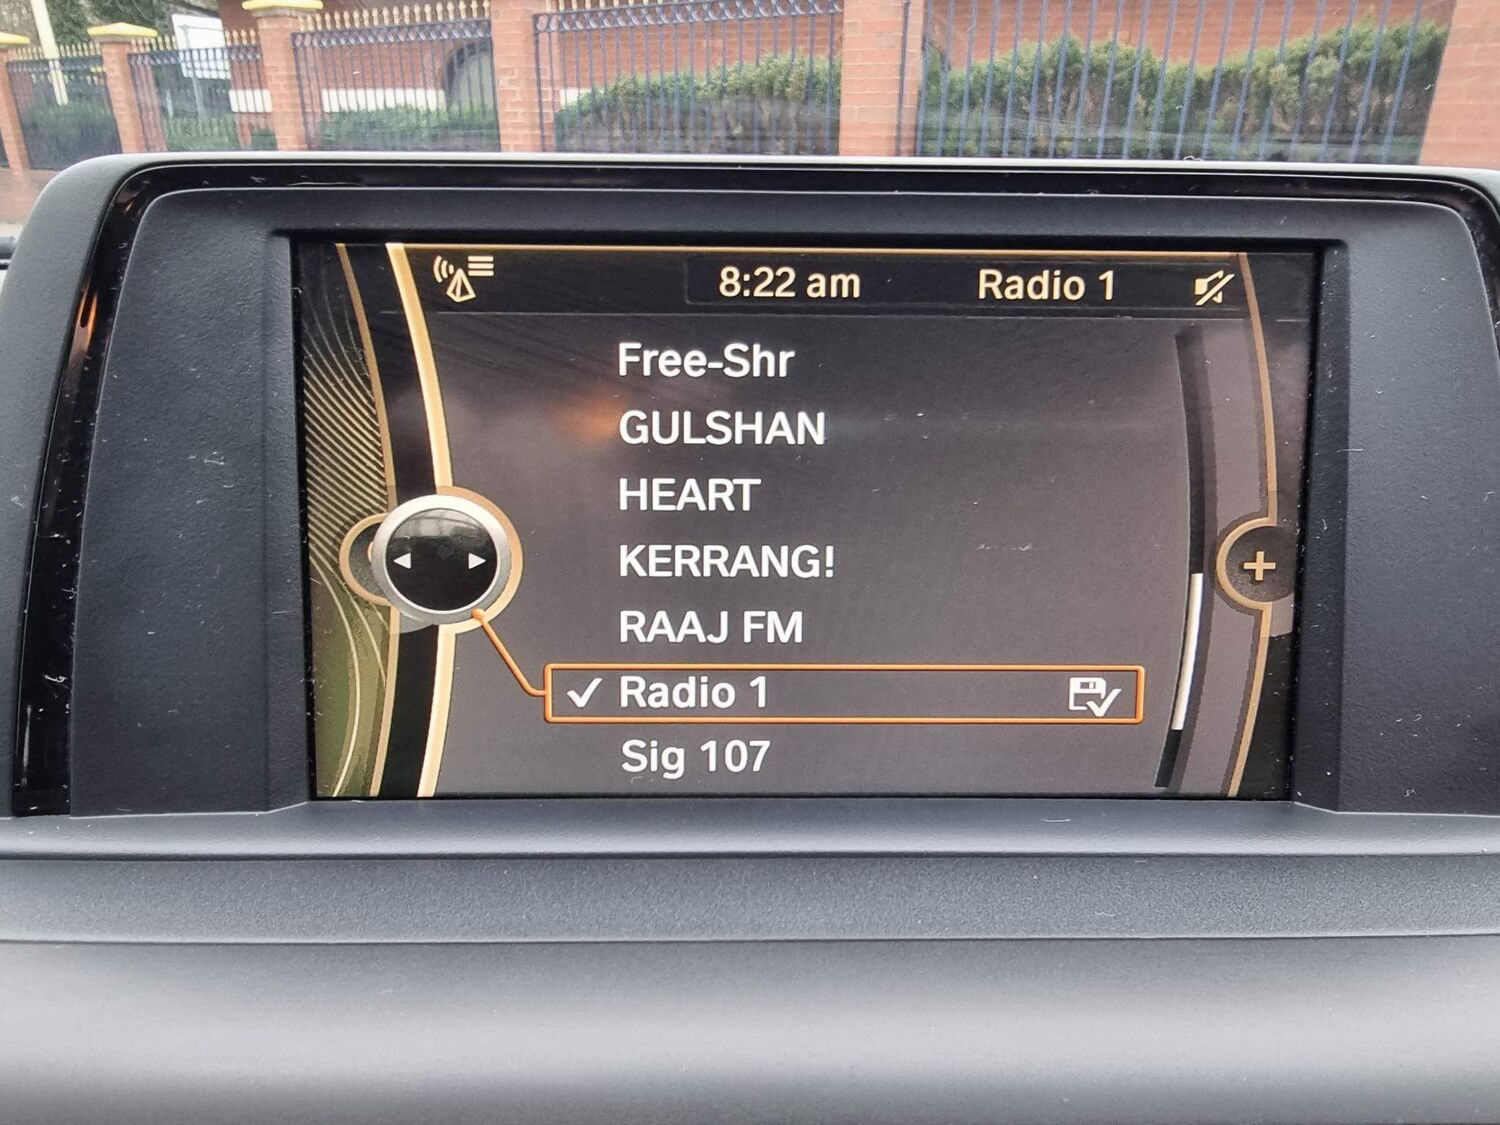 8:22 am Radio 1
Free-Shr
GULSHAN
HEART
KERRANG!
RAAJ FM
Radio 1
Sig 107